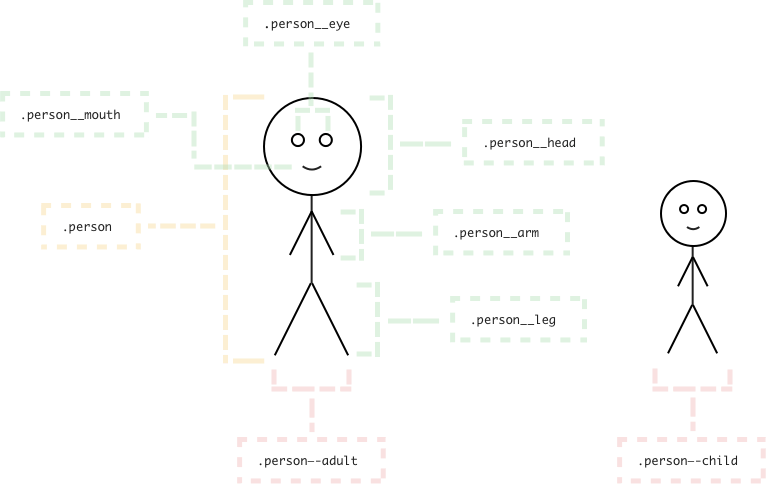 .person__eye
.person__mouth
.person__head
.person
.person__arm
.person__leg
.person--adult
.person--child